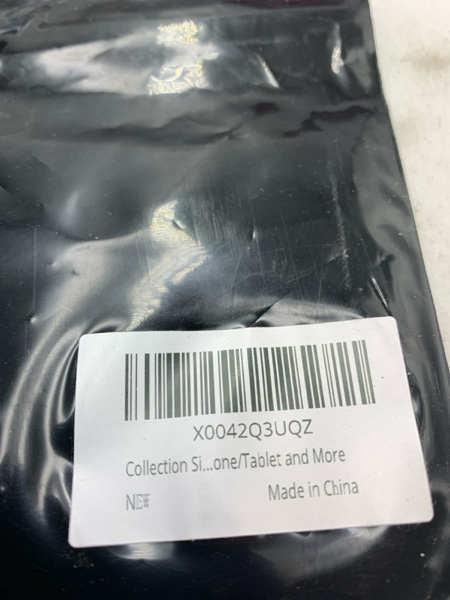 X0042Q3UQZ
Collection Si...one/Tablet and More
NEW
Made in China